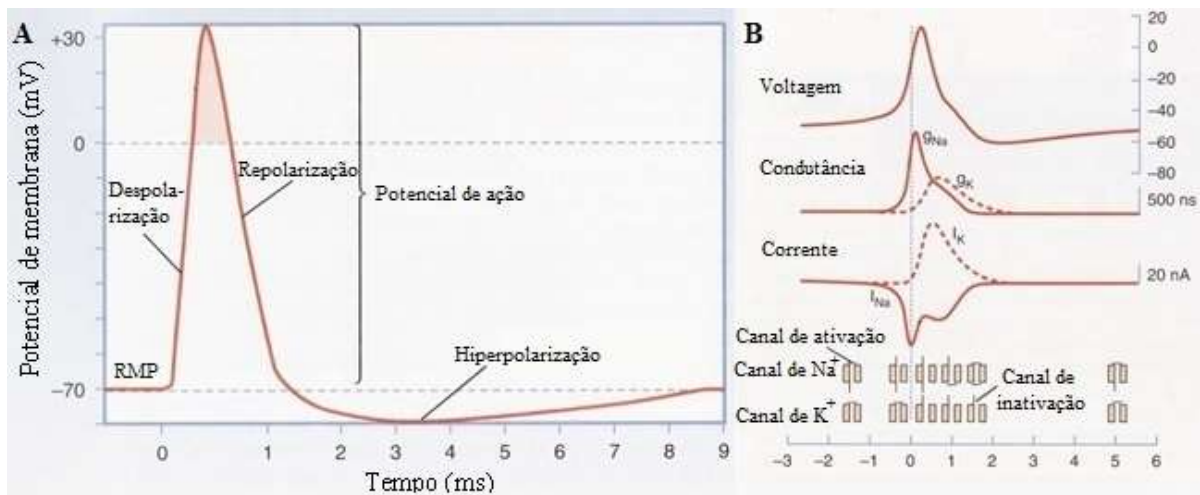 A
Potencial de membrana (mV)
+30
0
−70
Despola-
rização
Repolarização
Potencial de ação
RMP
Hiperpolarização
0 1 2 3 4 5 6 7 8 9
Tempo (ms)
B
20
0
−20
−40
−60
−80
Voltagem
gNa
Condutância
gK
500 ns
Corrente
IK
20 nA
INa
Canal de ativação
Canal de Na+
Canal de
inativação
Canal de K+
−3 −2 −1 0 1 2 3 4 5 6